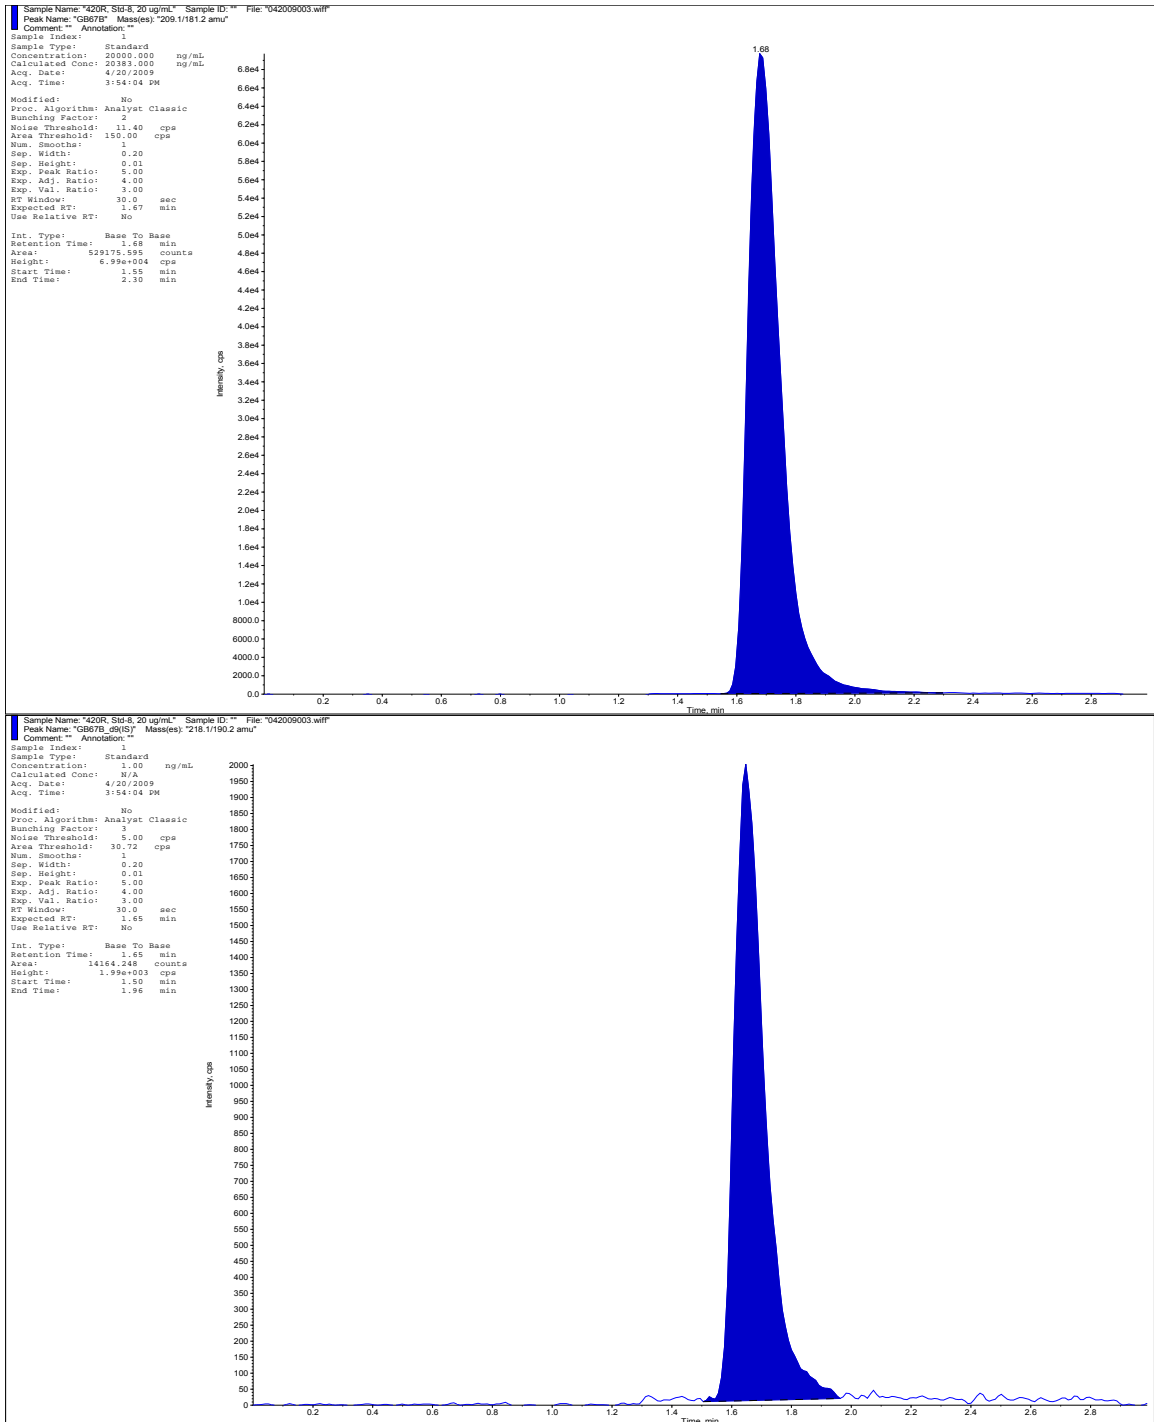 Sample Name: "420R, Std-8, 20 ug/mL" Sample ID: "" File: "042009003.wiff"
Peak Name: "GB67B" Mass(es): "209.1/181.2 amu"
Comment: "" Annotation: ""
Sample Index: 1
Sample Type: Standard
Concentration: 20000.000 ng/mL
Calculated Conc: 20383.000 ng/mL
Acq. Date: 4/20/2009
Acq. Time: 3:54:04 PM
Modified: No
Proc. Algorithm: Analyst Classic
Bunching Factor: 2
Noise Threshold: 11.40 cps
Area Threshold: 150.00 cps
Num. Smooths: 1
Sep. Width: 0.20
Sep. Height: 0.01
Exp. Peak Ratio: 5.00
Exp. Adj. Ratio: 4.00
Exp. Val. Ratio: 3.00
RT Window: 30.0 sec
Expected RT: 1.67 min
Use Relative RT: No
Int. Type: Base To Base
Retention Time: 1.68 min
Area: 529175.595 counts
Height: 6.99e+004 cps
Start Time: 1.55 min
End Time: 2.30 min
1.68
6.8e4
6.6e4
6.4e4
6.2e4
6.0e4
5.8e4
5.6e4
5.4e4
5.2e4
5.0e4
4.8e4
4.6e4
4.4e4
4.2e4
4.0e4
3.8e4
3.6e4
3.4e4
3.2e4
3.0e4
2.8e4
2.6e4
2.4e4
2.2e4
2.0e4
1.8e4
1.6e4
1.4e4
1.2e4
1.0e4
8000.0
6000.0
4000.0
2000.0
0.0
Intensity, cps
0.2 0.4 0.6 0.8 1.0 1.2 1.4 1.6 1.8 2.0 2.2 2.4 2.6 2.8
Time, min
Sample Name: "420R, Std-8, 20 ug/mL" Sample ID: "" File: "042009003.wiff"
Peak Name: "GB67B_d9(IS)" Mass(es): "218.1/190.2 amu"
Comment: "" Annotation: ""
Sample Index: 1
Sample Type: Standard
Concentration: 1.00 ng/mL
Calculated Conc: N/A
Acq. Date: 4/20/2009
Acq. Time: 3:54:04 PM
Modified: No
Proc. Algorithm: Analyst Classic
Bunching Factor: 3
Noise Threshold: 5.00 cps
Area Threshold: 30.72 cps
Num. Smooths: 1
Sep. Width: 0.20
Sep. Height: 0.01
Exp. Peak Ratio: 5.00
Exp. Adj. Ratio: 4.00
Exp. Val. Ratio: 3.00
RT Window: 30.0 sec
Expected RT: 1.65 min
Use Relative RT: No
Int. Type: Base To Base
Retention Time: 1.65 min
Area: 14164.248 counts
Height: 1.99e+003 cps
Start Time: 1.50 min
End Time: 1.96 min
2000
1950
1900
1850
1800
1750
1700
1650
1600
1550
1500
1450
1400
1350
1300
1250
1200
1150
1100
1050
1000
950
900
850
800
750
700
650
600
550
500
450
400
350
300
250
200
150
100
50
0
Intensity, cps
0.2 0.4 0.6 0.8 1.0 1.2 1.4 1.6 1.8 2.0 2.2 2.4 2.6 2.8
Time, min